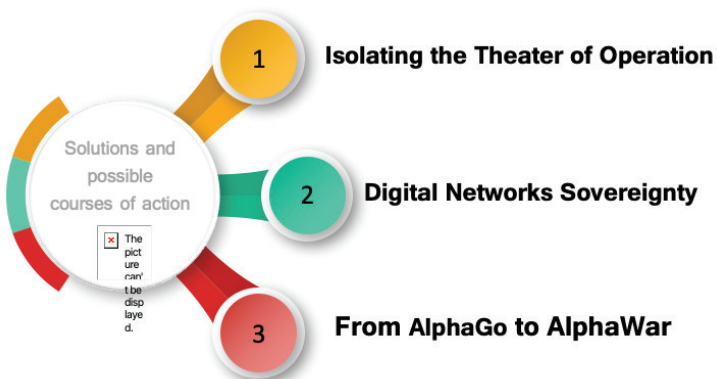 1
Isolating the Theater of Operation
Solutions and
possible
courses of action
2
Digital Networks Sovereignty
The
pict
ure
can'
t be
disp
laye
d.
3
From AlphaGo to AlphaWar